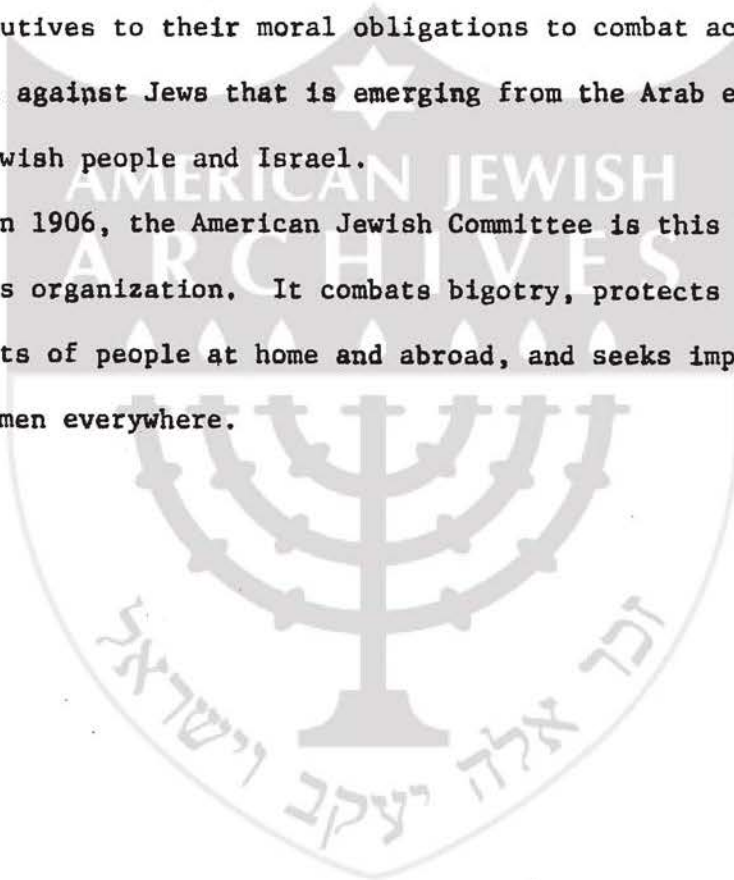 utives to their moral obligations to combat ac
against Jews that is emerging from the Arab e
wish people and Israel.
n 1906, the American Jewish Committee is this
s organization. It combats bigotry, protects
ts of people at home and abroad, and seeks imp
men everywhere.
AMERICAN JEWISH
ARCHIVES
זכר אלה יעקב וישראל